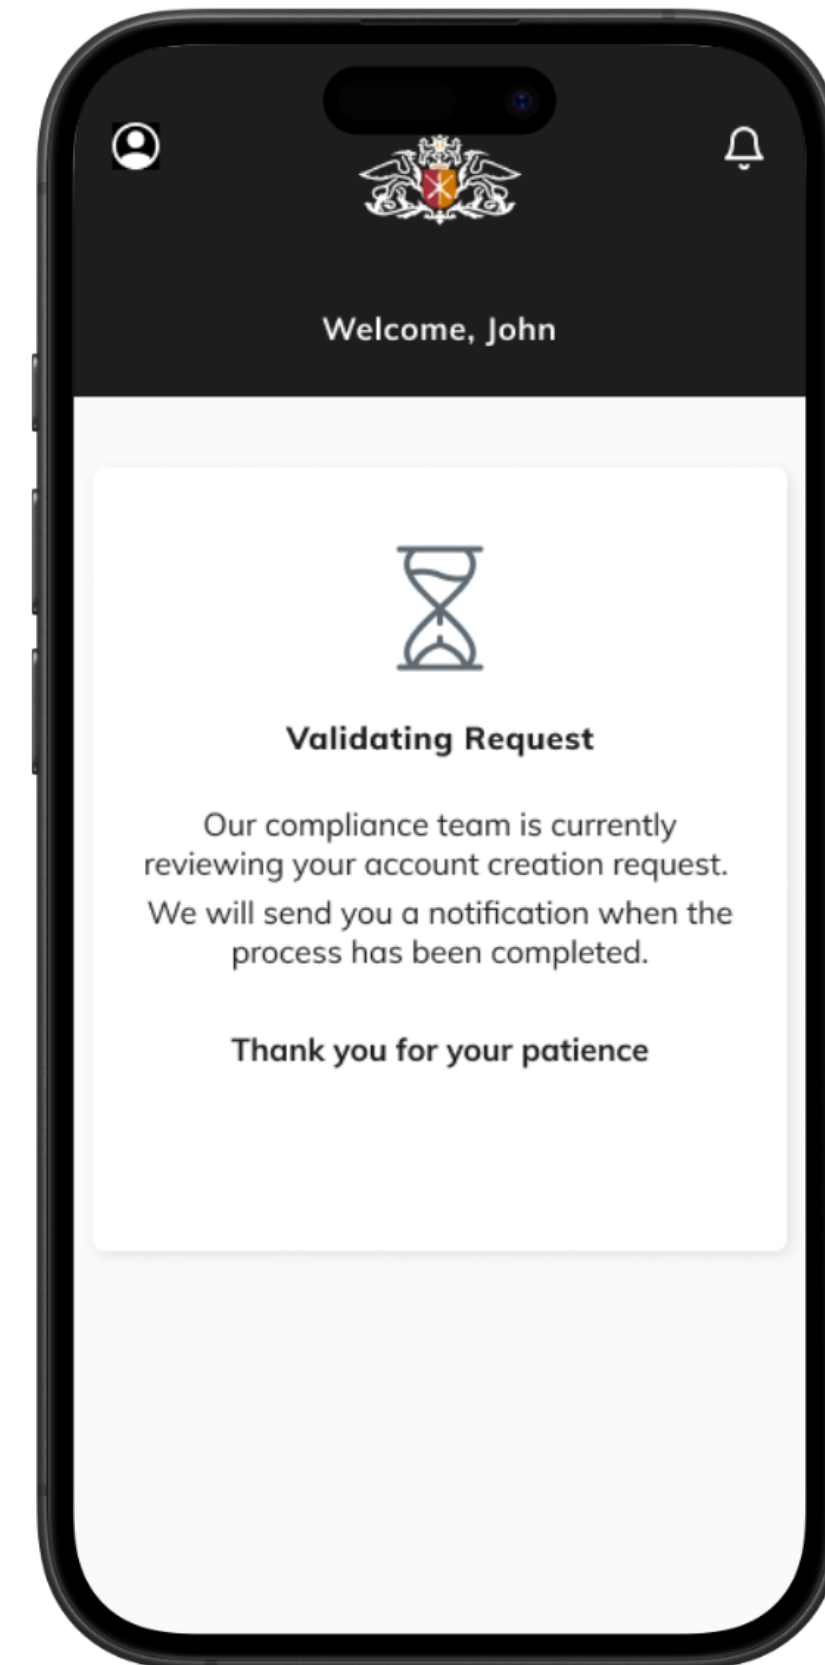 Welcome, John
Validating Request
Our compliance team is currently
reviewing your account creation request.
We will send you a notification when the
process has been completed.
Thank you for your patience